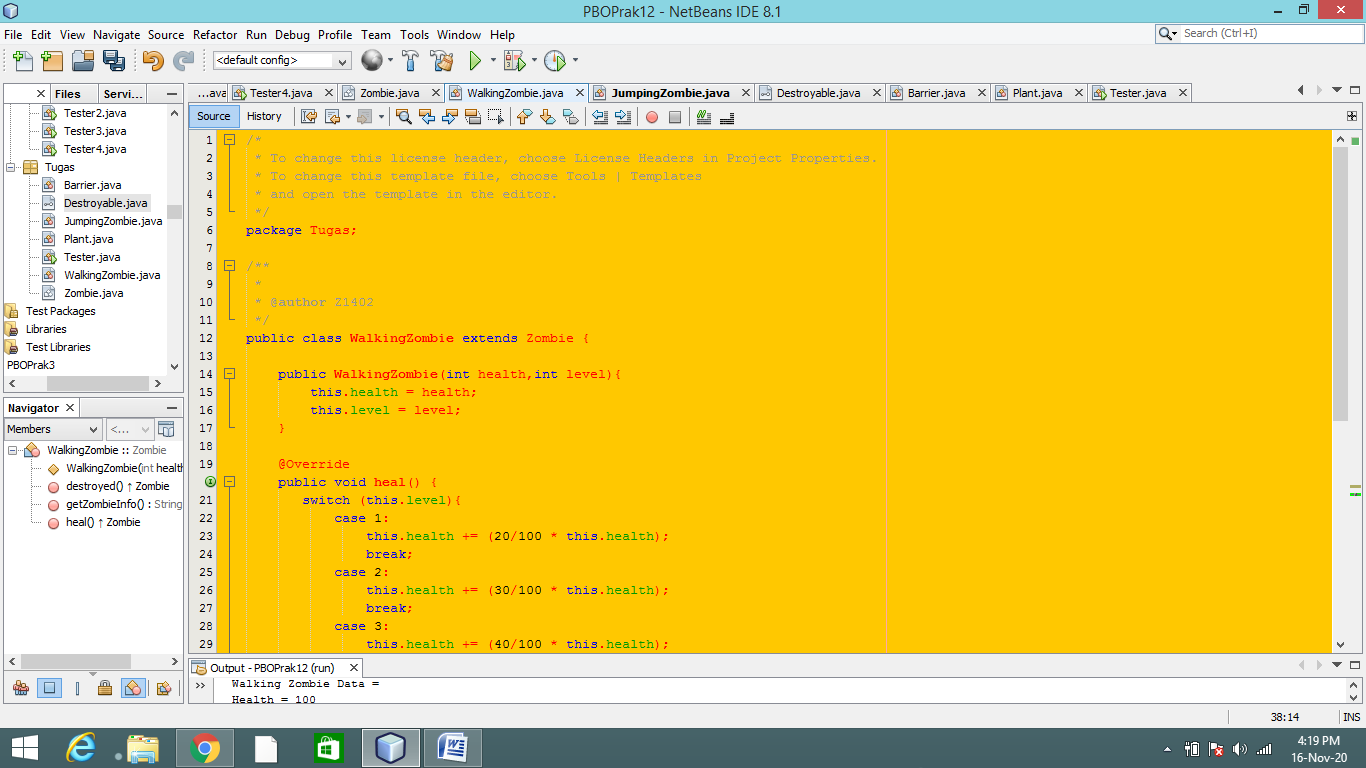 PBOPrak12 - NetBeans IDE 8.1
File Edit View Navigate Source Refactor Run Debug Profile Team Tools Window Help
Search (Ctrl+I)
<default config>
Files Servi...
...ava Tester4.java Zombie.java WalkingZombie.java JumpingZombie.java Destroyable.java Barrier.java Plant.java Tester.java
Source History
Tester2.java
Tester3.java
Tester4.java
Tugas
Barrier.java
Destroyable.java
JumpingZombie.java
Plant.java
Tester.java
WalkingZombie.java
Zombie.java
Test Packages
Libraries
Test Libraries
PBOPrak3
Navigator
Members <...
WalkingZombie :: Zombie
WalkingZombie(int health
destroyed() ↑ Zombie
getZombieInfo() : String
heal() ↑ Zombie
1 /*
2 * To change this license header, choose License Headers in Project Properties.
3 * To change this template file, choose Tools | Templates
4 * and open the template in the editor.
5 */
6 package Tugas;
7
8 /**
9 *
10 * @author Z1402
11 */
12 public class WalkingZombie extends Zombie {
13
14 public WalkingZombie(int health,int level){
15 this.health = health;
16 this.level = level;
17 }
18
19 @Override
public void heal() {
21 switch (this.level){
22 case 1:
23 this.health += (20/100 * this.health);
24 break;
25 case 2:
26 this.health += (30/100 * this.health);
27 break;
28 case 3:
29 this.health += (40/100 * this.health);
Output - PBOPrak12 (run)
Walking Zombie Data =
Health = 100
38:14 INS
4:19 PM
16-Nov-20